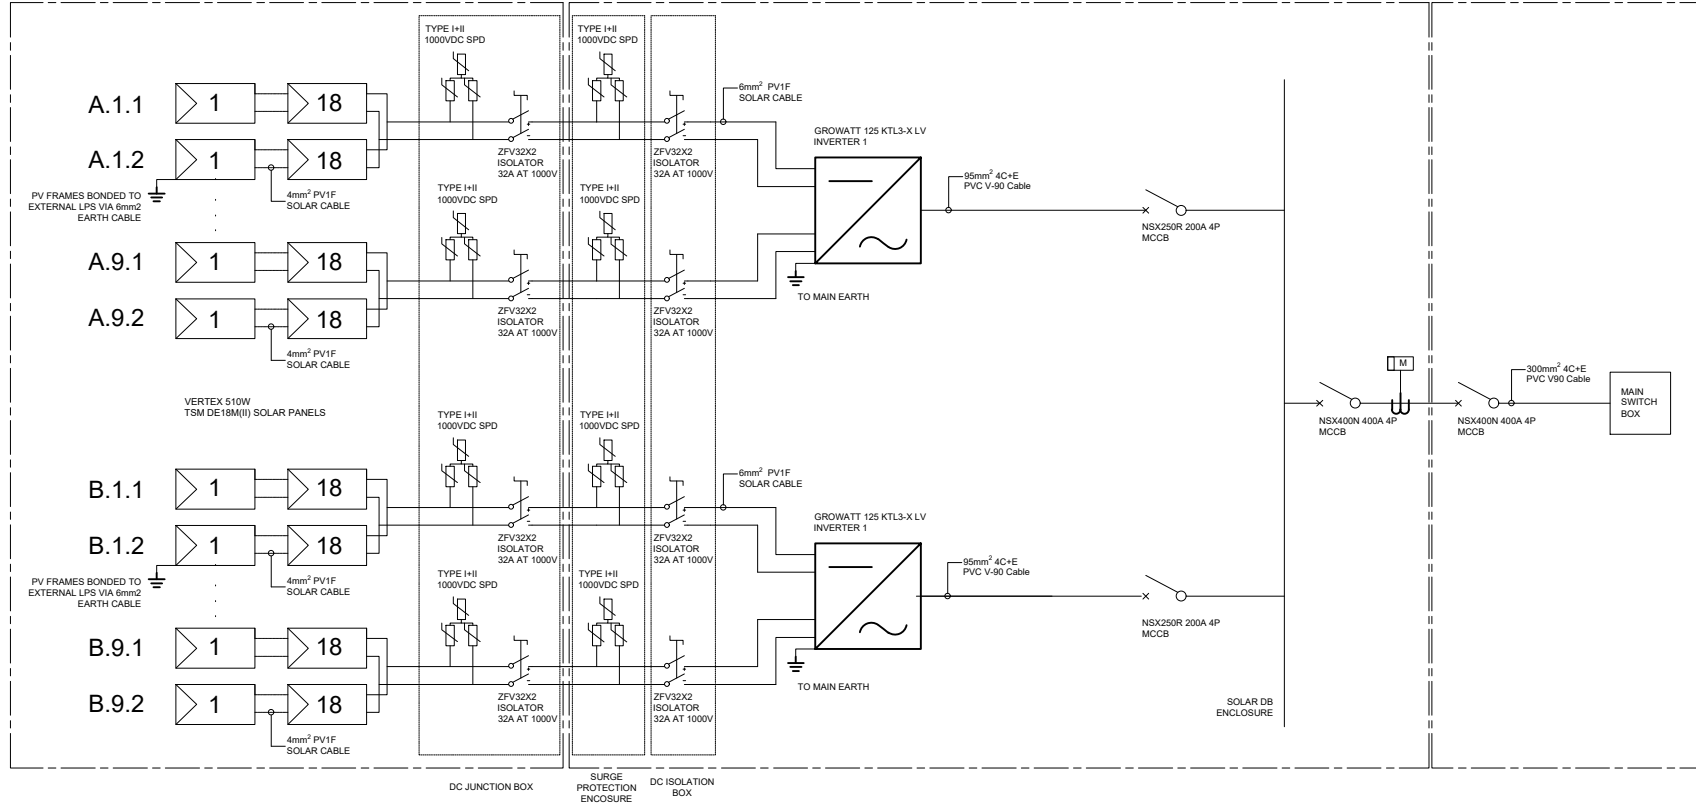 TYPE I+II
1000VDC SPD
TYPE I+II
1000VDC SPD
6mm² PV1F
SOLAR CABLE
A.1.1
1
18
GROWATT 125 KTL3-X LV
INVERTER 1
A.1.2
1
18
ZFV32X2
ISOLATOR
32A AT 1000V
ZFV32X2
ISOLATOR
32A AT 1000V
PV FRAMES BONDED TO
EXTERNAL LPS VIA 6mm2
EARTH CABLE
4mm² PV1F
SOLAR CABLE
TYPE I+II
1000VDC SPD
TYPE I+II
1000VDC SPD
95mm² 4C+E
PVC V-90 Cable
NSX250R 200A 4P
MCCB
A.9.1
1
18
TO MAIN EARTH
A.9.2
1
18
ZFV32X2
ISOLATOR
32A AT 1000V
ZFV32X2
ISOLATOR
32A AT 1000V
4mm² PV1F
SOLAR CABLE
M
300mm² 4C+E
PVC V90 Cable
MAIN
SWITCH
BOX
VERTEX 510W
TSM DE18M(II) SOLAR PANELS
NSX400N 400A 4P
MCCB
NSX400N 400A 4P
MCCB
TYPE I+II
1000VDC SPD
TYPE I+II
1000VDC SPD
6mm² PV1F
SOLAR CABLE
B.1.1
1
18
GROWATT 125 KTL3-X LV
INVERTER 1
B.1.2
1
18
ZFV32X2
ISOLATOR
32A AT 1000V
ZFV32X2
ISOLATOR
32A AT 1000V
PV FRAMES BONDED TO
EXTERNAL LPS VIA 6mm2
EARTH CABLE
4mm² PV1F
SOLAR CABLE
TYPE I+II
1000VDC SPD
TYPE I+II
1000VDC SPD
95mm² 4C+E
PVC V-90 Cable
NSX250R 200A 4P
MCCB
B.9.1
1
18
TO MAIN EARTH
B.9.2
1
18
ZFV32X2
ISOLATOR
32A AT 1000V
ZFV32X2
ISOLATOR
32A AT 1000V
4mm² PV1F
SOLAR CABLE
SOLAR DB
ENCLOSURE
DC JUNCTION BOX
SURGE
PROTECTION
ENCOSURE
DC ISOLATION
BOX